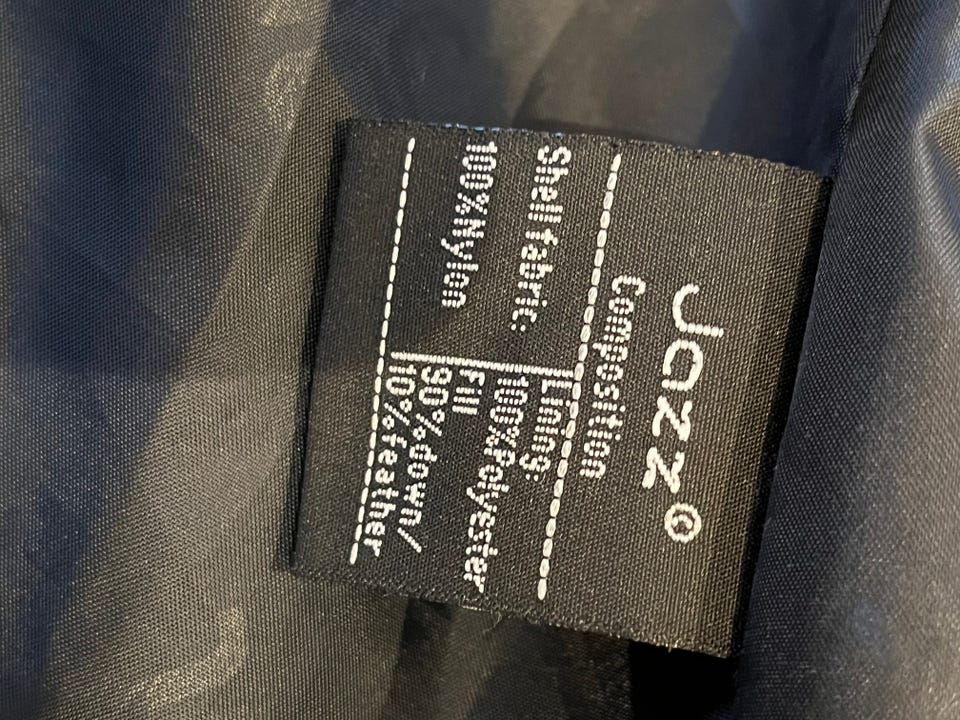 Jazz©
Composition
Shell fabric:
100%Nylon
Lining:
100%Polyester
Fill
90%down/
10%feather